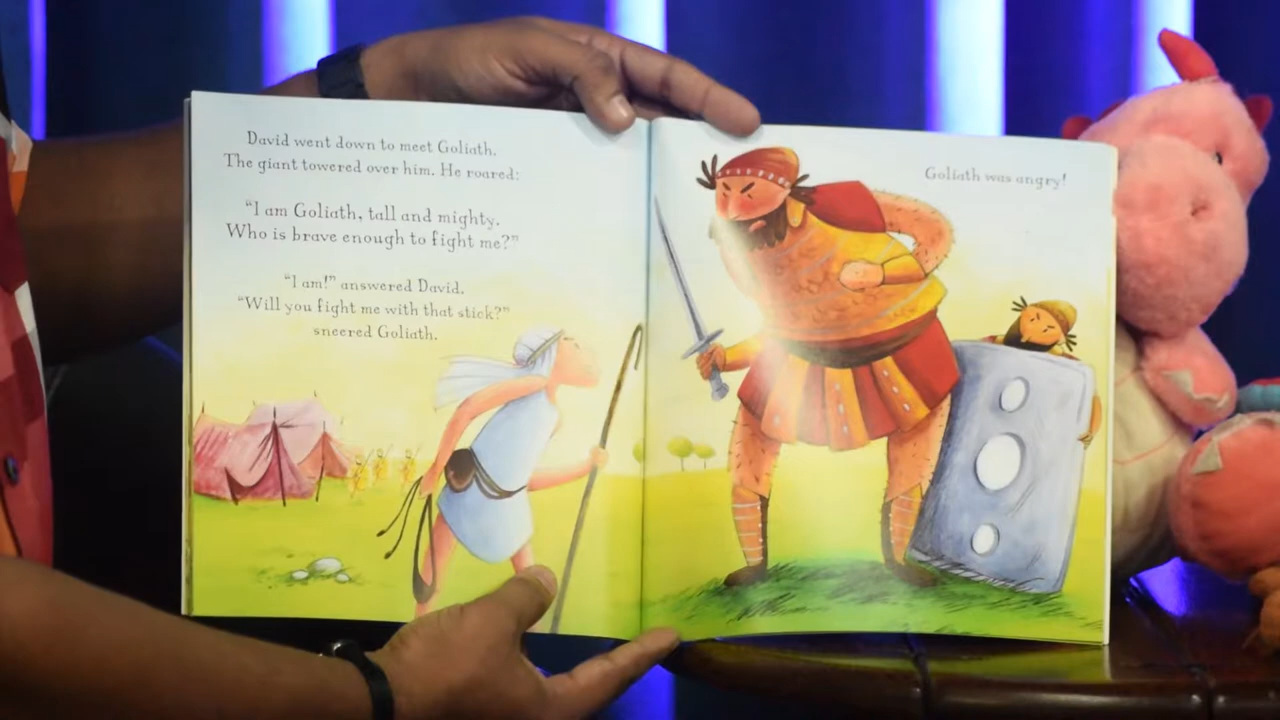 David went down to meet Goliath.
The giant towered over him. He roared:
“I am Goliath, tall and mighty.
Who is brave enough to fight me?”
“I am!” answered David.
“Will you fight me with that stick?”
sneered Goliath.
Goliath was angry!